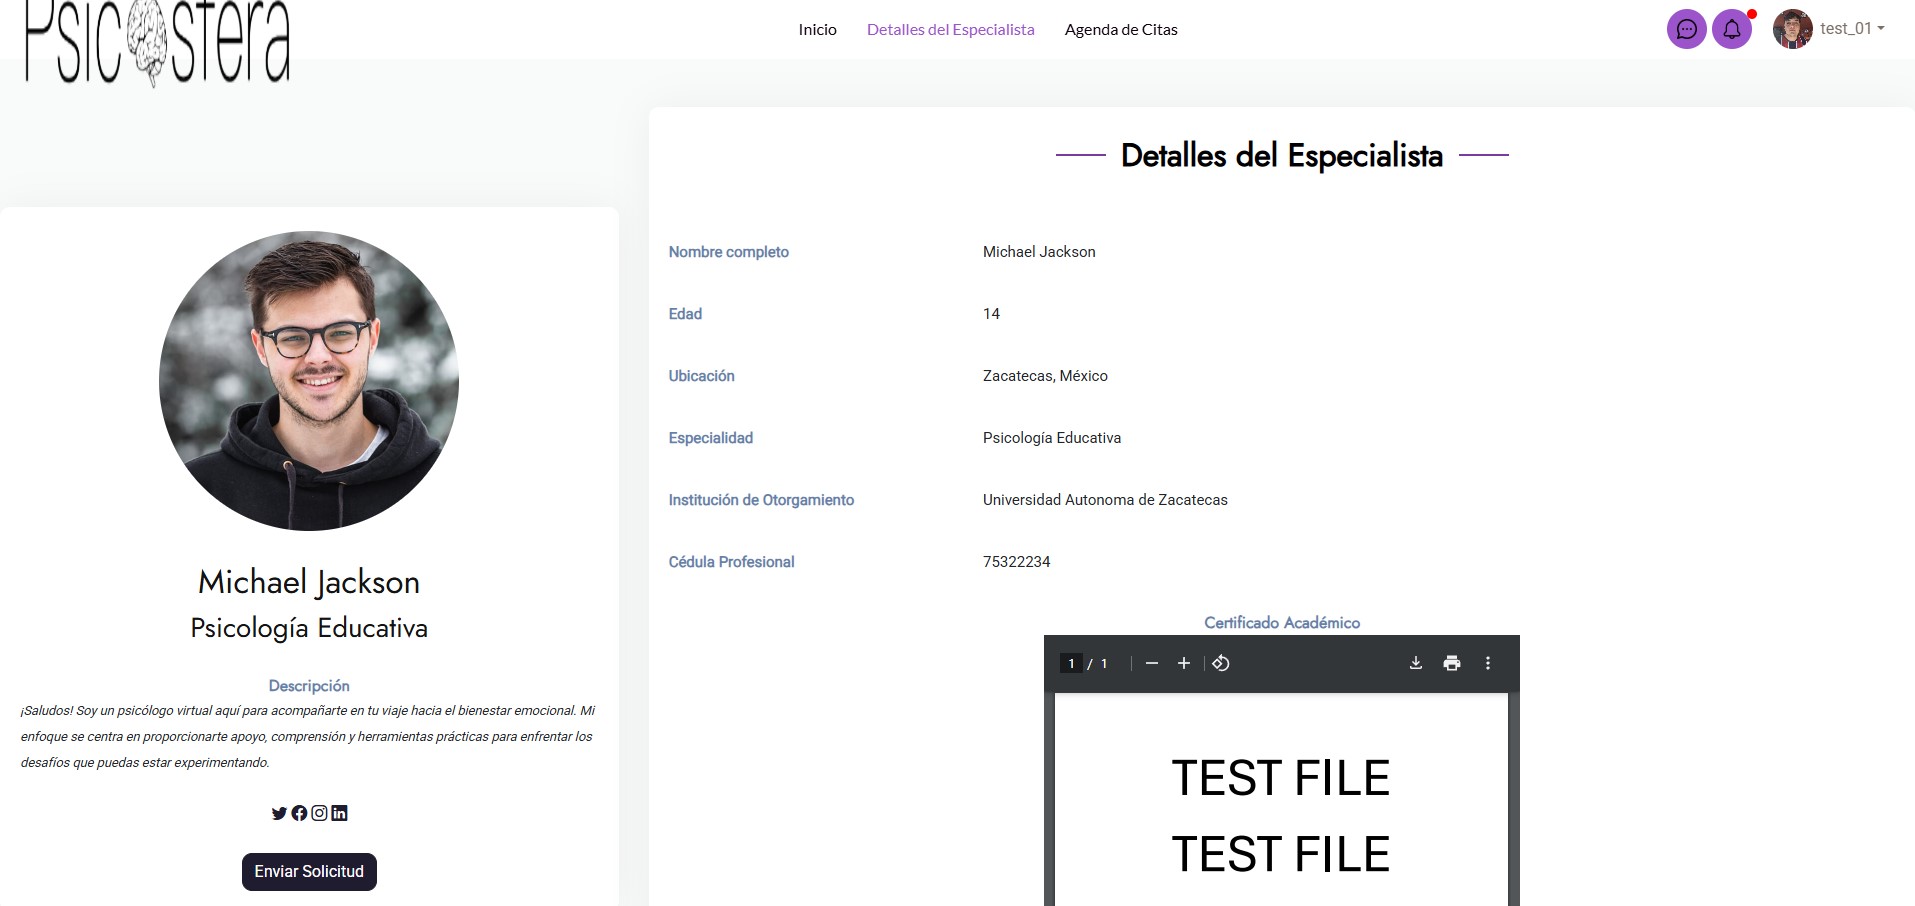 Psicosfera
Inicio Detalles del Especialista Agenda de Citas test_01
Michael Jackson
Psicología Educativa
Descripción
¡Saludos! Soy un psicólogo virtual aquí para acompañarte en tu viaje hacia el bienestar emocional. Mi
enfoque se centra en proporcionarte apoyo, comprensión y herramientas prácticas para enfrentar los
desafíos que puedas estar experimentando.
Enviar Solicitud
Detalles del Especialista
Nombre completo Michael Jackson
Edad 14
Ubicación Zacatecas, México
Especialidad Psicología Educativa
Institución de Otorgamiento Universidad Autonoma de Zacatecas
Cédula Profesional 75322234
Certificado Académico
1 / 1
TEST FILE
TEST FILE